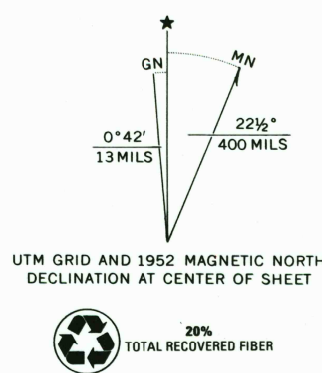 ★
GN
MN
0°42′
13 MILS
22½°
400 MILS
UTM GRID AND 1952 MAGNETIC NORTH
DECLINATION AT CENTER OF SHEET
20%
TOTAL RECOVERED FIBER